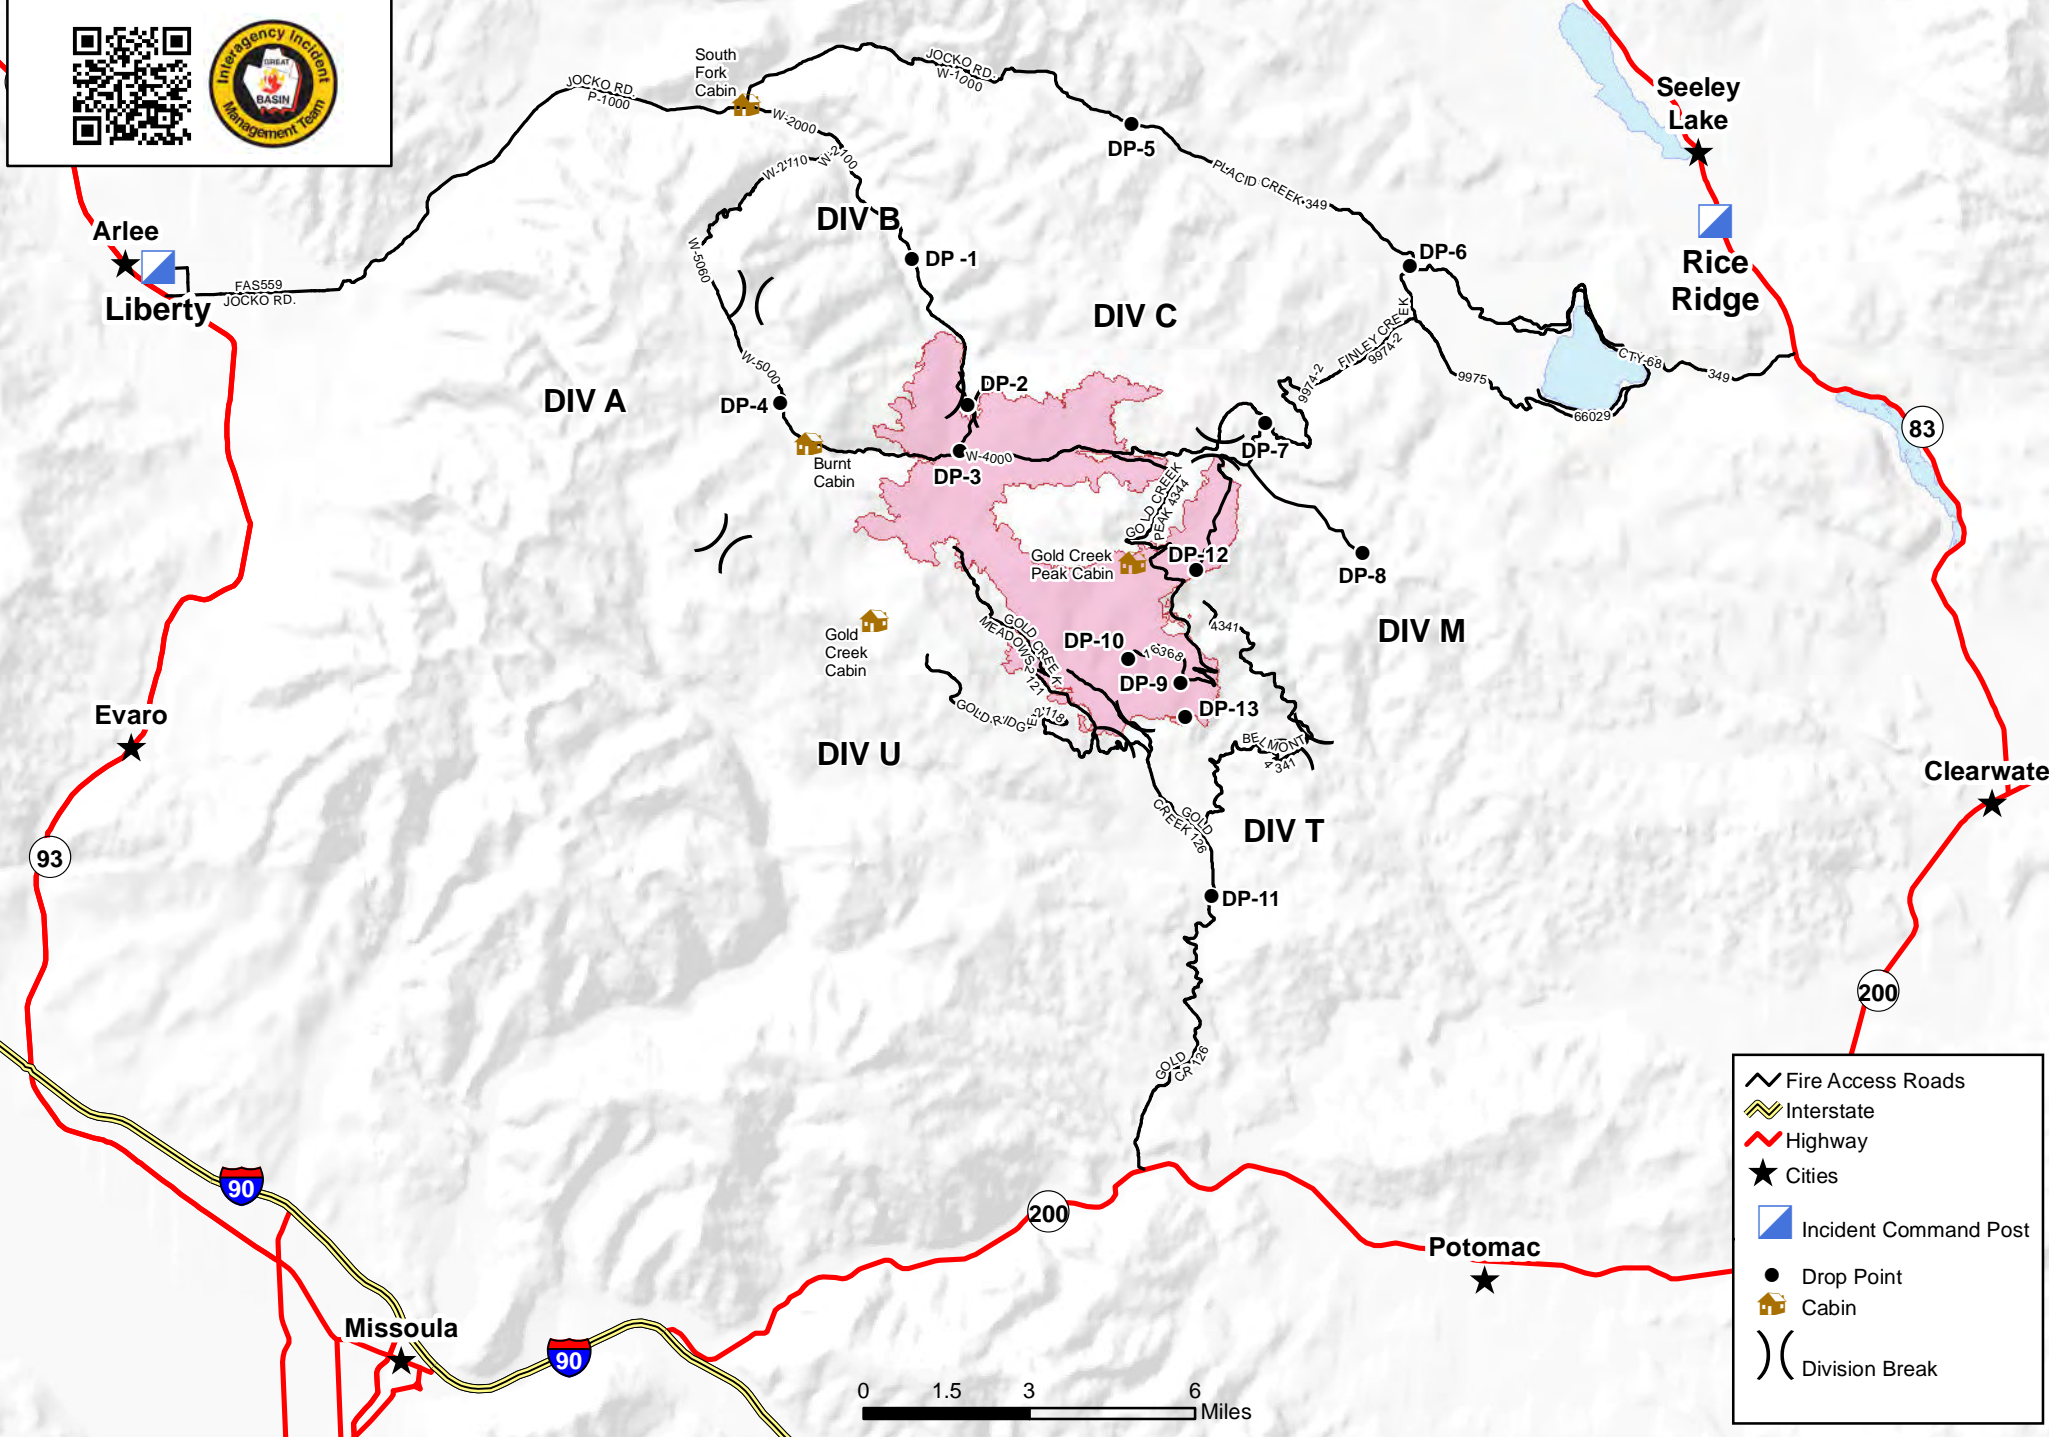 Interagency Incident
GREAT
BASIN
Management Team
South
Fork
Cabin
JOCKO RD.
W-1000
JOCKO RD.
P-1000
W-2000
W-2110
W-2100
DP-5
PLACID CREEK 349
Seeley
Lake
Arlee
Liberty
FAS559
JOCKO RD.
DIV B
W-5060
DP -1
DP-6
Rice
Ridge
DIV C
FINLEY CREEK
9974-2
9974-2
CTY-68
349
9975
66029
W-5000
DIV A
DP-4
DP-2
83
DP-7
Burnt
Cabin
DP-3
W-4000
GOLD CREEK
PEAK 4344
Gold Creek
Peak Cabin
DP-12
DP-8
Gold
Creek
Cabin
GOLD CREEK
MEADOWS 2121
DP-10
16368
4341
DIV M
DP-9
GOLD RIDGE
2118
DP-13
Evaro
DIV U
BELMONT
4341
Clearwate
GOLD
CREEK 126
DIV T
93
DP-11
200
GOLD
CR 126
90
200
Potomac
Missoula
90
0 1.5 3 6
Miles
Fire Access Roads
Interstate
Highway
Cities
Incident Command Post
Drop Point
Cabin
Division Break